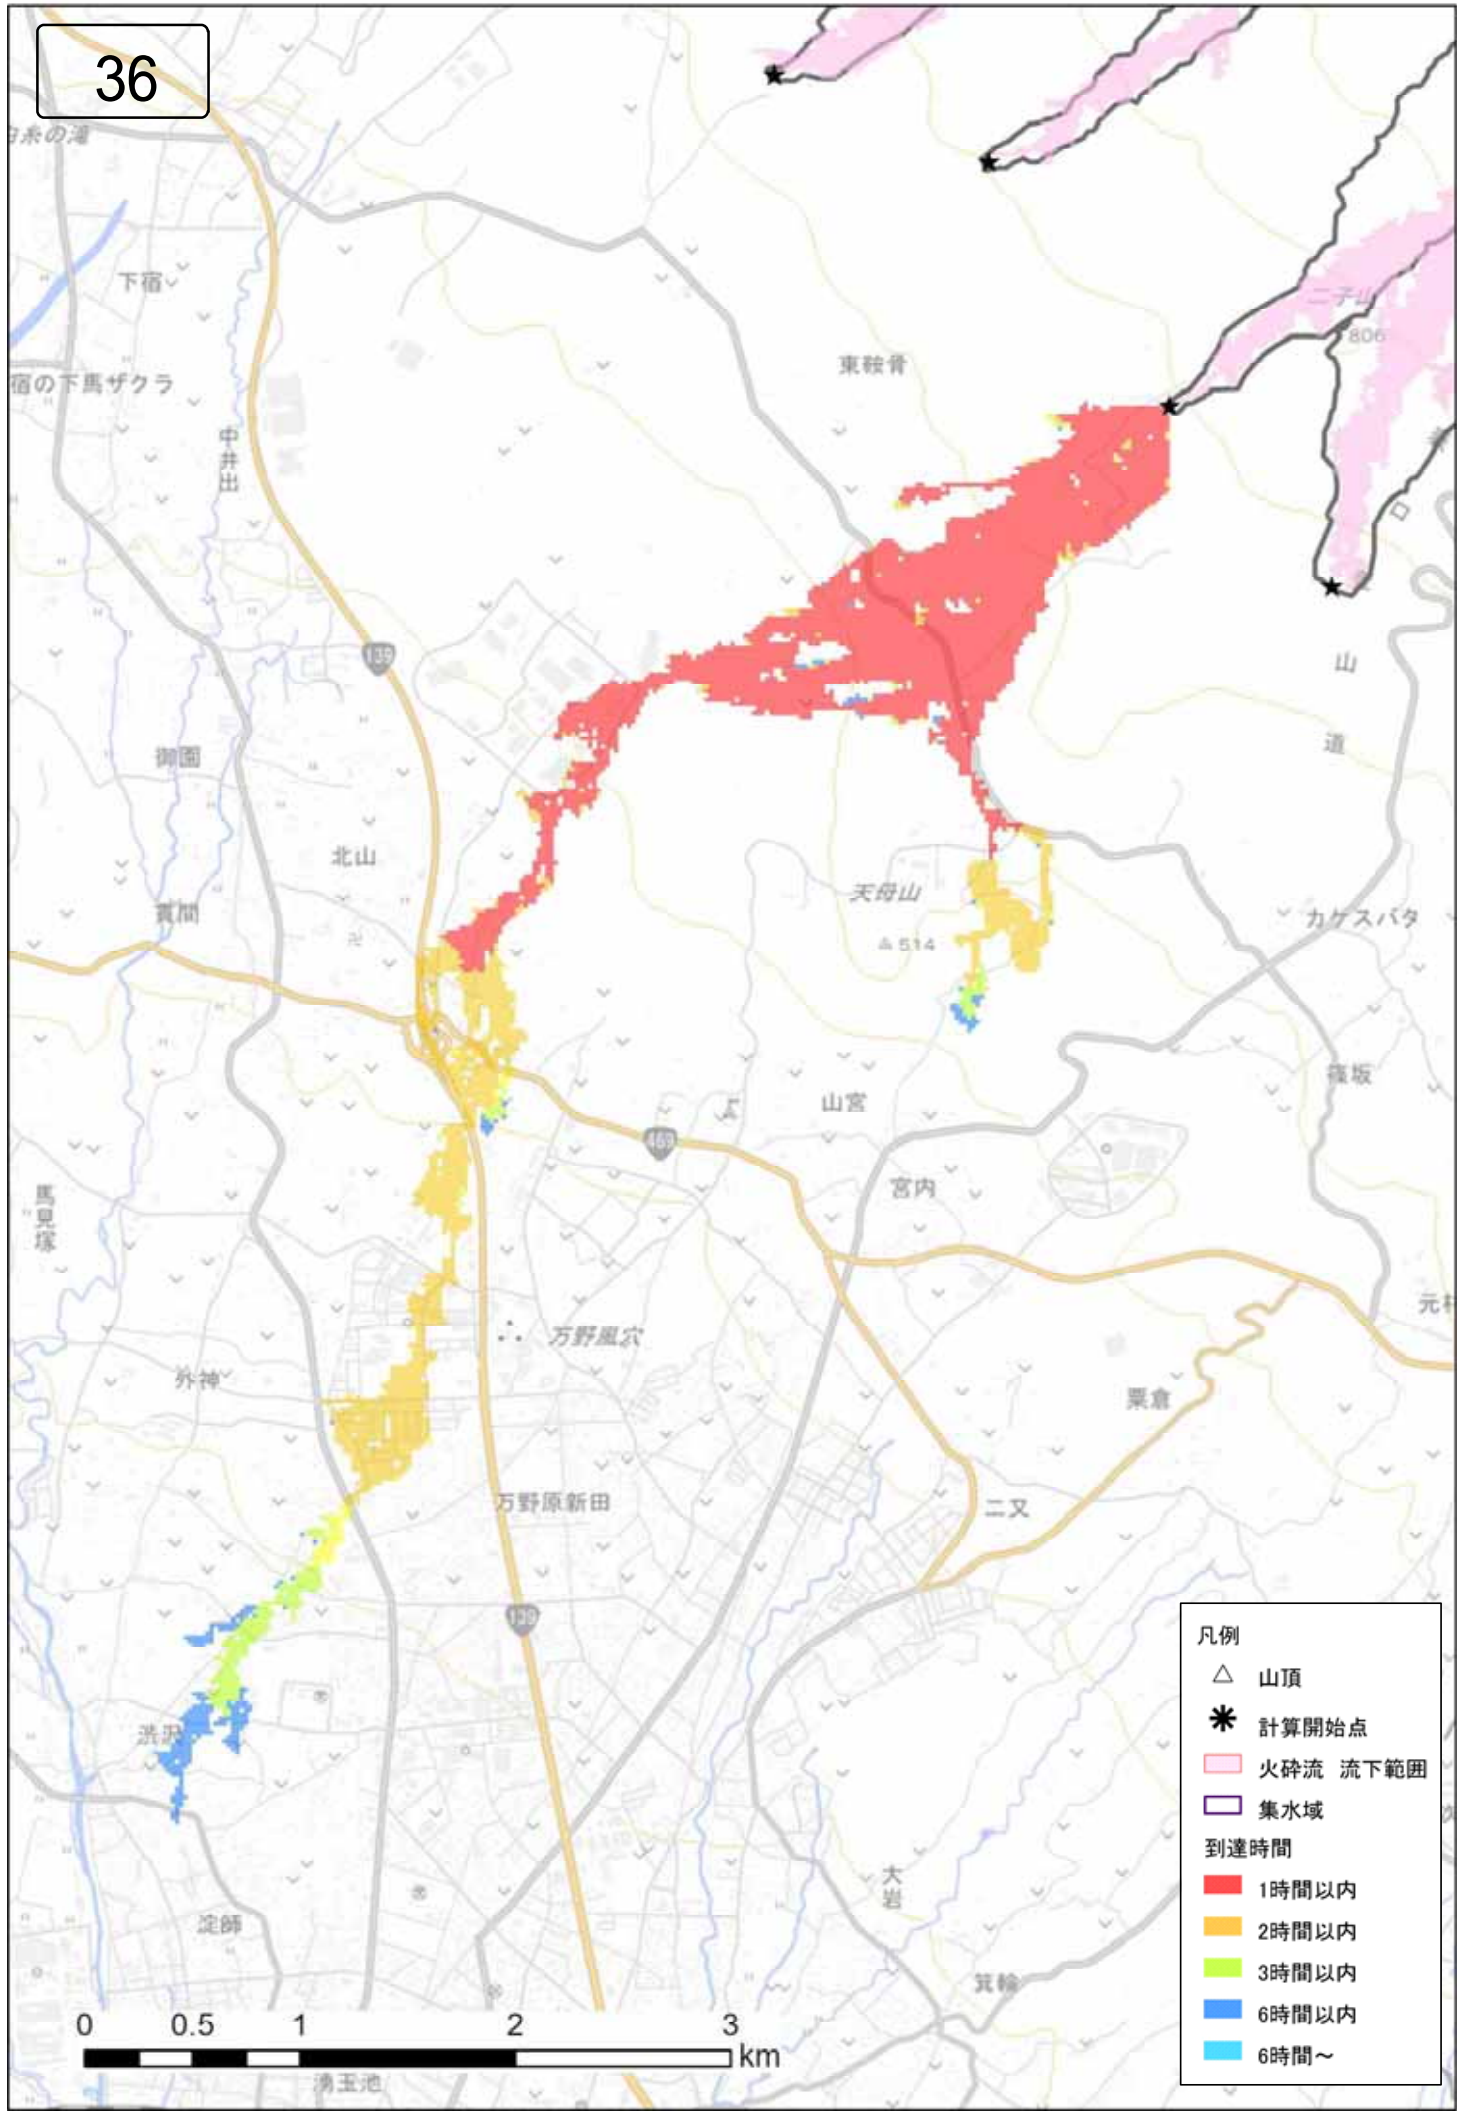 36
白糸の滝
下宿
宿の下馬ザクラ
中井出
東鞍骨
二子山
806
口
山
道
139
御園
北山
貫間
天母山
514
カケスバタ
篠坂
山宮
469
宮内
馬見塚
元村
万野風穴
外神
粟倉
万野原新田
二又
139
渋沢
大岩
淀師
箕輪
湧玉池
凡例
山頂
計算開始点
火砕流 流下範囲
集水域
到達時間
1時間以内
2時間以内
3時間以内
6時間以内
6時間～
0 0.5 1 2 3
km